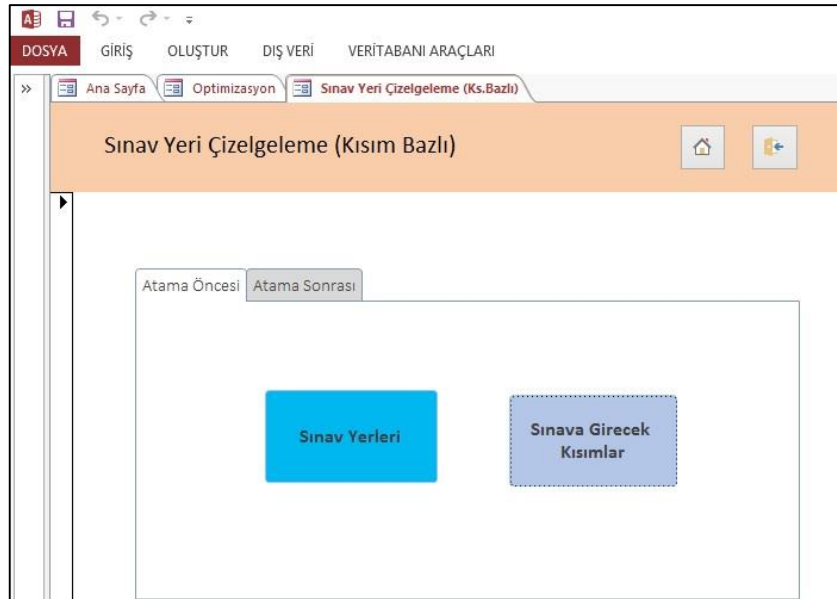 DOSYA GİRİŞ OLUŞTUR DIŞ VERİ VERİTABANI ARAÇLARI
» Ana Sayfa Optimizasyon Sınav Yeri Çizelgeleme (Ks.Bazlı)
Sınav Yeri Çizelgeleme (Kısım Bazlı)
Atama Öncesi Atama Sonrası
Sınav Yerleri
Sınava Girecek
Kısımlar